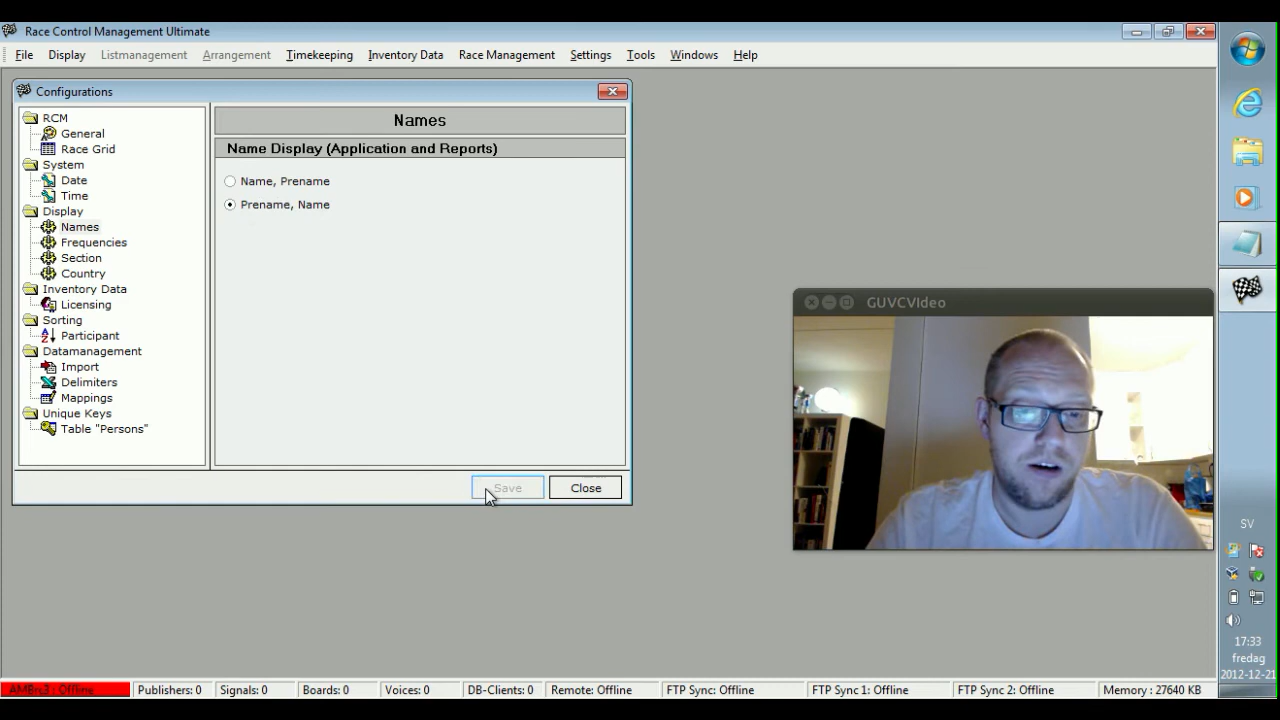 Race Control Management Ultimate
File Display Listmanagement Arrangement Timekeeping Inventory Data Race Management Settings Tools Windows Help
Configurations
RCM
General
Race Grid
System
Date
Time
Display
Names
Frequencies
Section
Country
Inventory Data
Licensing
Sorting
Participant
Datamanagement
Import
Delimiters
Mappings
Unique Keys
Table "Persons"
Names
Name Display (Application and Reports)
Name, Prename
Prename, Name
Save Close
GUVCVideo
SV
17:33
fredag
2012-12-21
AMBrc3 : Offline Publishers: 0 Signals: 0 Boards: 0 Voices: 0 DB-Clients: 0 Remote: Offline FTP Sync: Offline FTP Sync 1: Offline FTP Sync 2: Offline Memory : 27640 KB